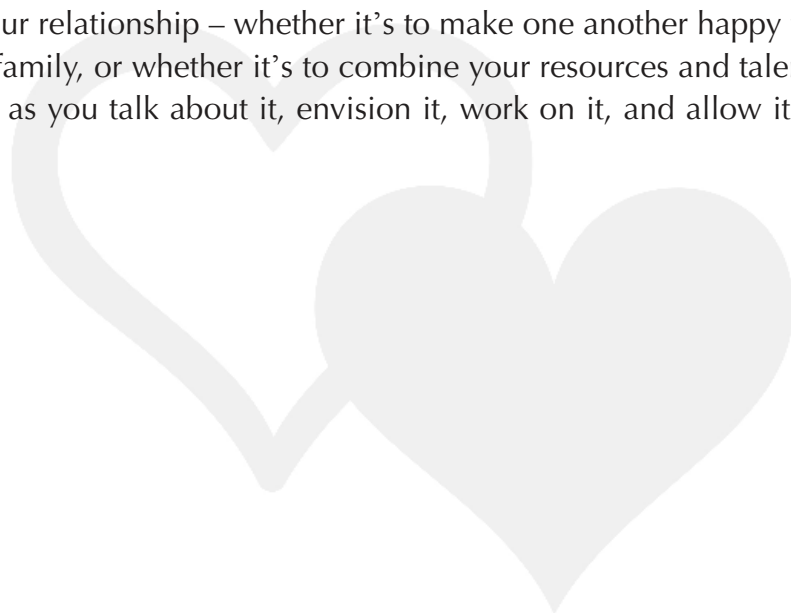 ur relationship – whether it’s to make one another happy
family, or whether it’s to combine your resources and tale
as you talk about it, envision it, work on it, and allow it